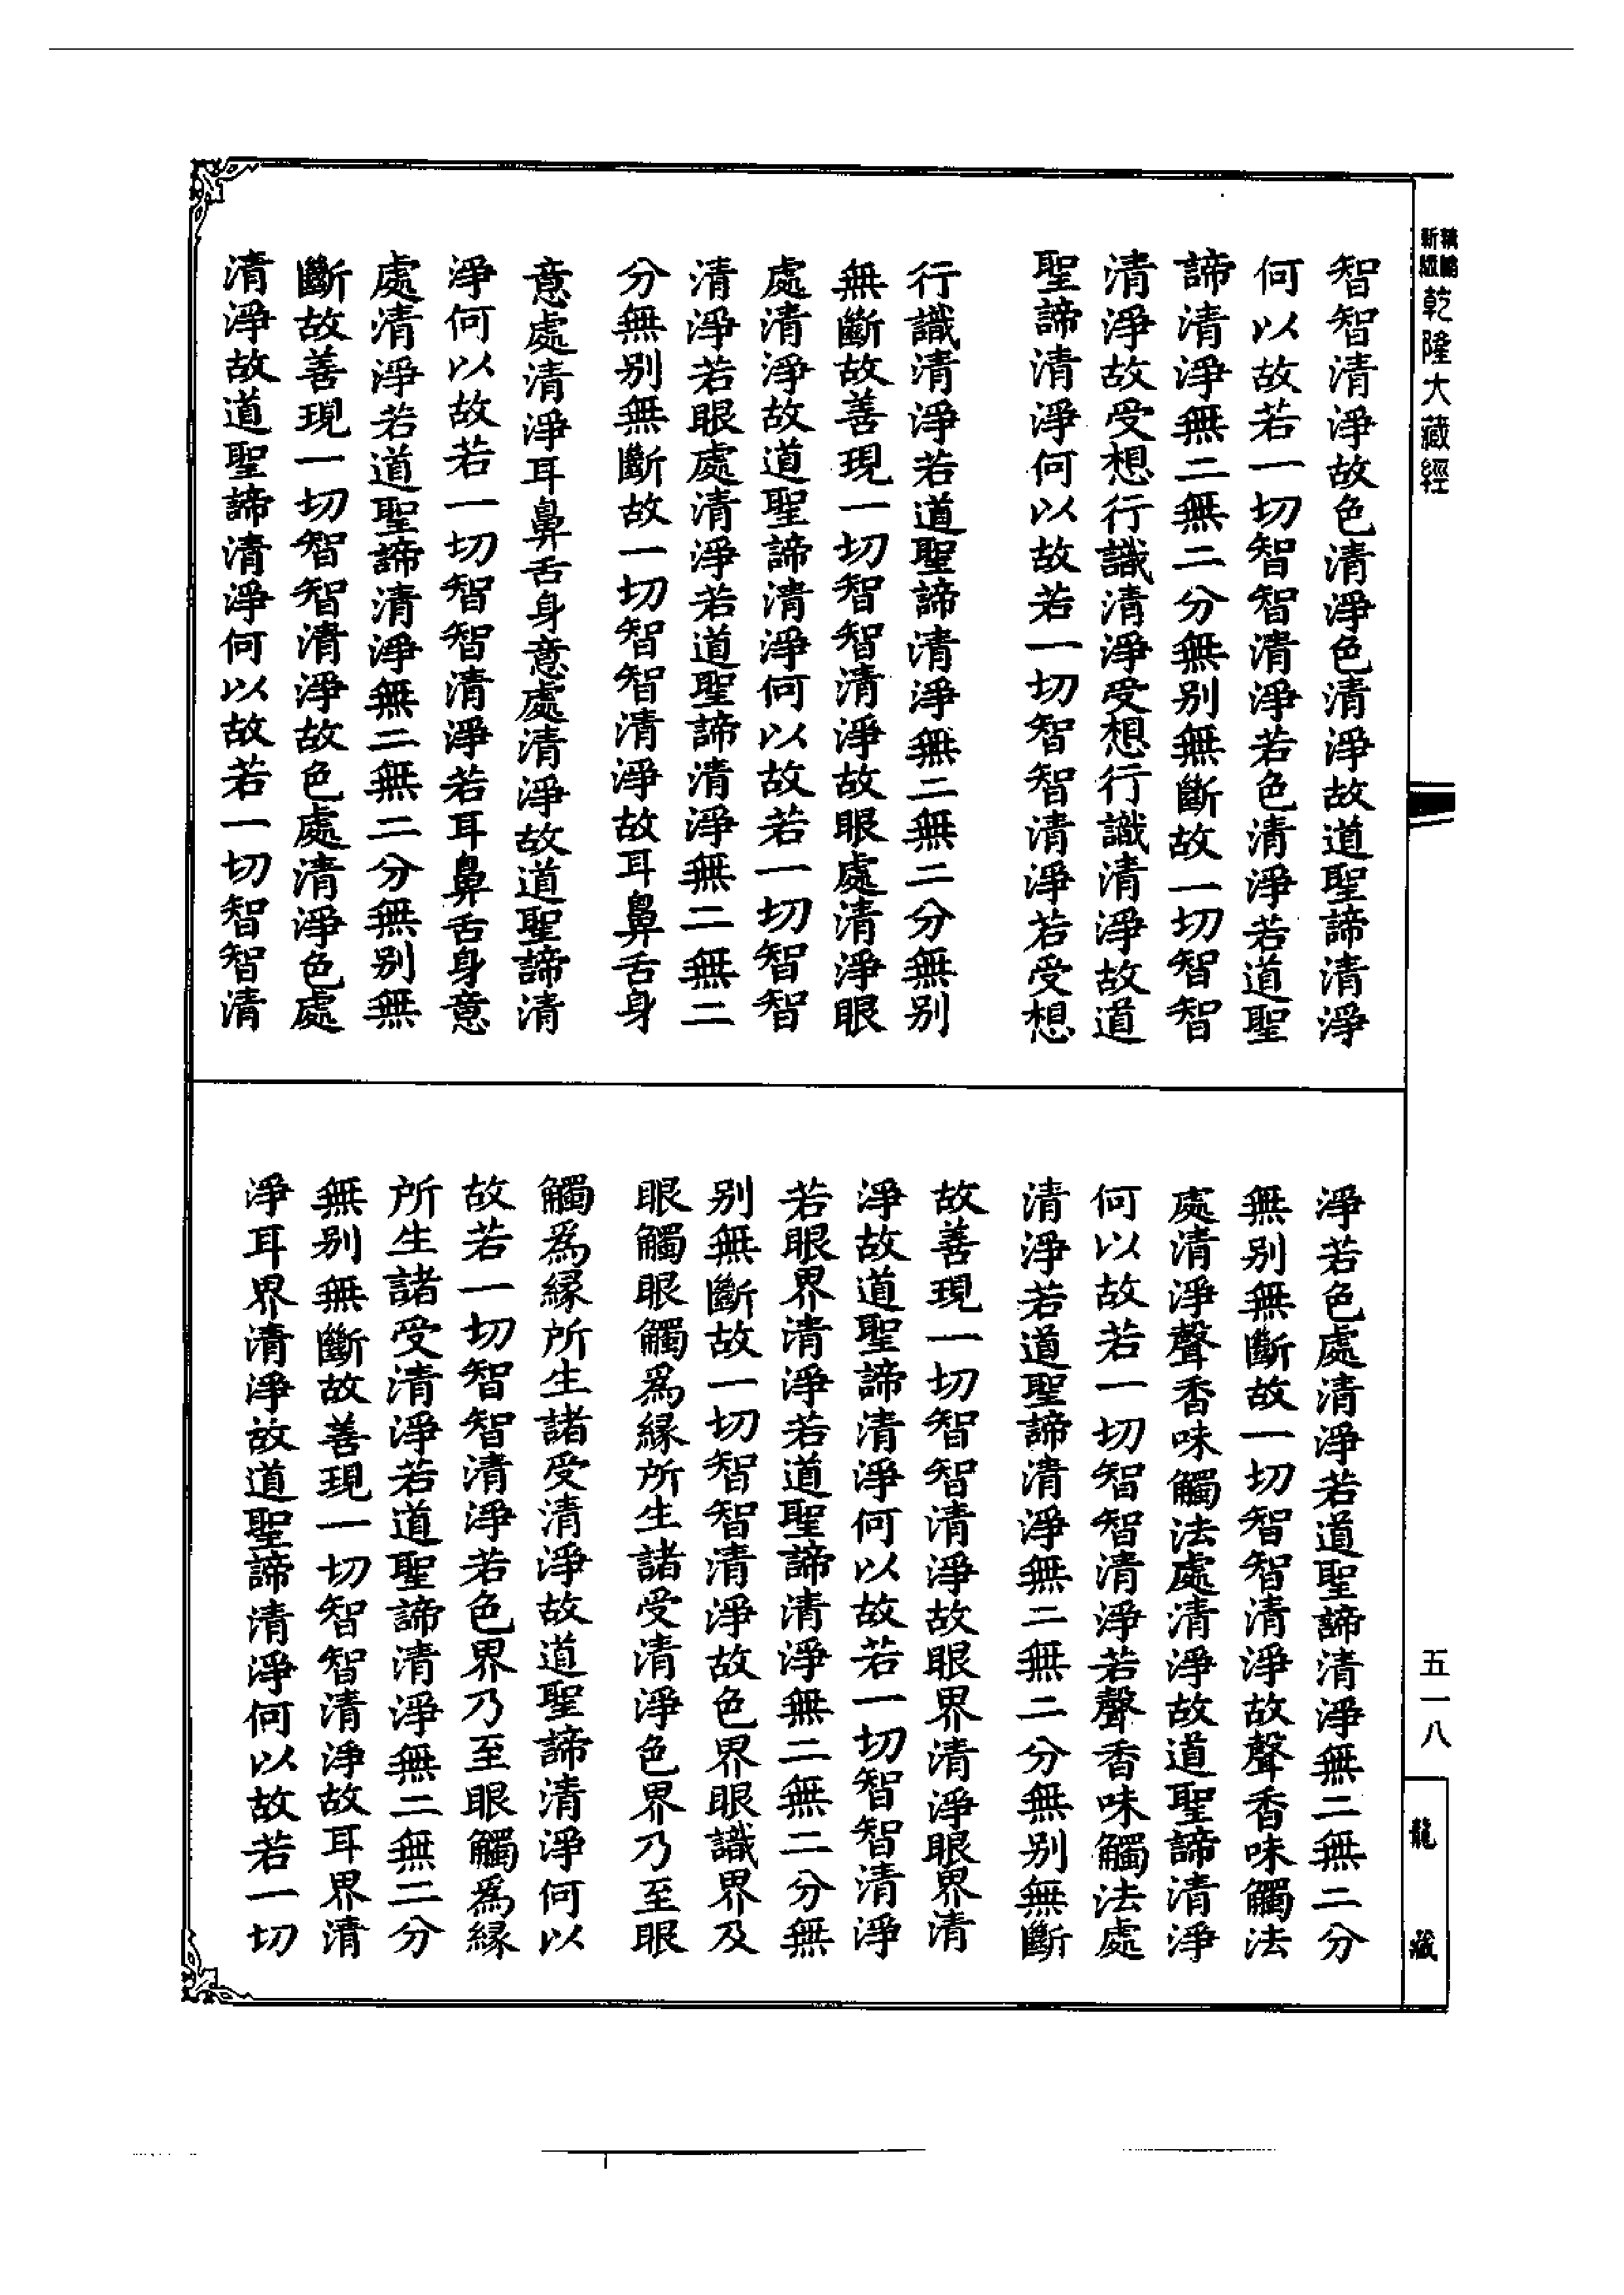 乾隆大藏經
智智清淨故色清淨色清淨故道聖諦清淨
何以故若一切智智清淨若色清淨若道聖
諦清淨無二無二分無别無斷故一切智智
清淨故受想行識清淨受想行識清淨故道
聖諦清淨何以故若一切智智清淨若受想
行識清淨若道聖諦清淨無二無二分無别
無斷故善現一切智智清淨故眼處清淨眼
處清淨故道聖諦清淨何以故若一切智智
清淨若眼處清淨若道聖諦清淨無二無二
分無别無斷故一切智智清淨故耳鼻舌身
意處清淨耳鼻舌身意處清淨故道聖諦清
淨何以故若一切智智清淨若耳鼻舌身意
處清淨若道聖諦清淨無二無二分無别無
斷故善現一切智智清淨故色處清淨色處
清淨故道聖諦清淨何以故若一切智智清
淨若色處清淨若道聖諦清淨無二無二分
無别無斷故一切智智清淨故聲香味觸法
處清淨聲香味觸法處清淨故道聖諦清淨
何以故若一切智智清淨若聲香味觸法處
清淨若道聖諦清淨無二無二分無别無斷
故善現一切智智清淨故眼界清淨眼界清
淨故道聖諦清淨何以故若一切智智清淨
若眼界清淨若道聖諦清淨無二無二分無
别無斷故一切智智清淨故色界眼識界及
眼觸眼觸爲緣所生諸受清淨色界乃至眼
觸爲緣所生諸受清淨故道聖諦清淨何以
故若一切智智清淨若色界乃至眼觸爲緣
所生諸受清淨若道聖諦清淨無二無二分
無别無斷故善現一切智智清淨故耳界清
淨耳界清淨故道聖諦清淨何以故若一切
五一八
龍藏